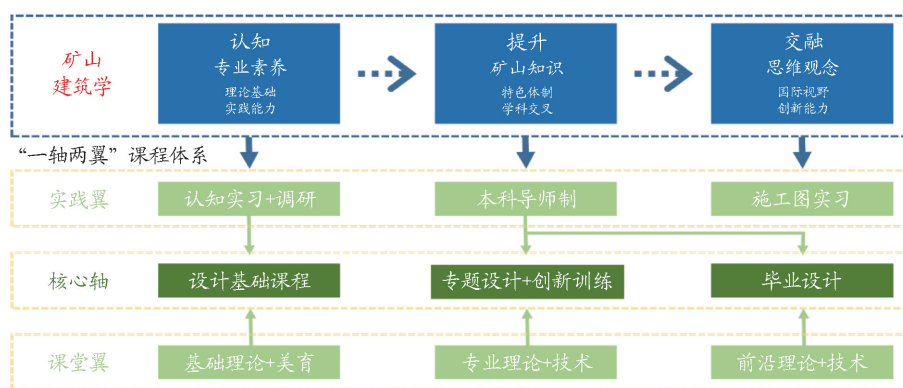 矿山
建筑学
认知
专业素养
理论基础
实践能力
提升
矿山知识
特色体制
学科交叉
交融
思维观念
国际视野
创新能力
“一轴两翼”课程体系
实践翼
认知实习+调研
本科导师制
施工图实习
核心轴
设计基础课程
专题设计+创新训练
毕业设计
课堂翼
基础理论+美育
专业理论+技术
前沿理论+技术